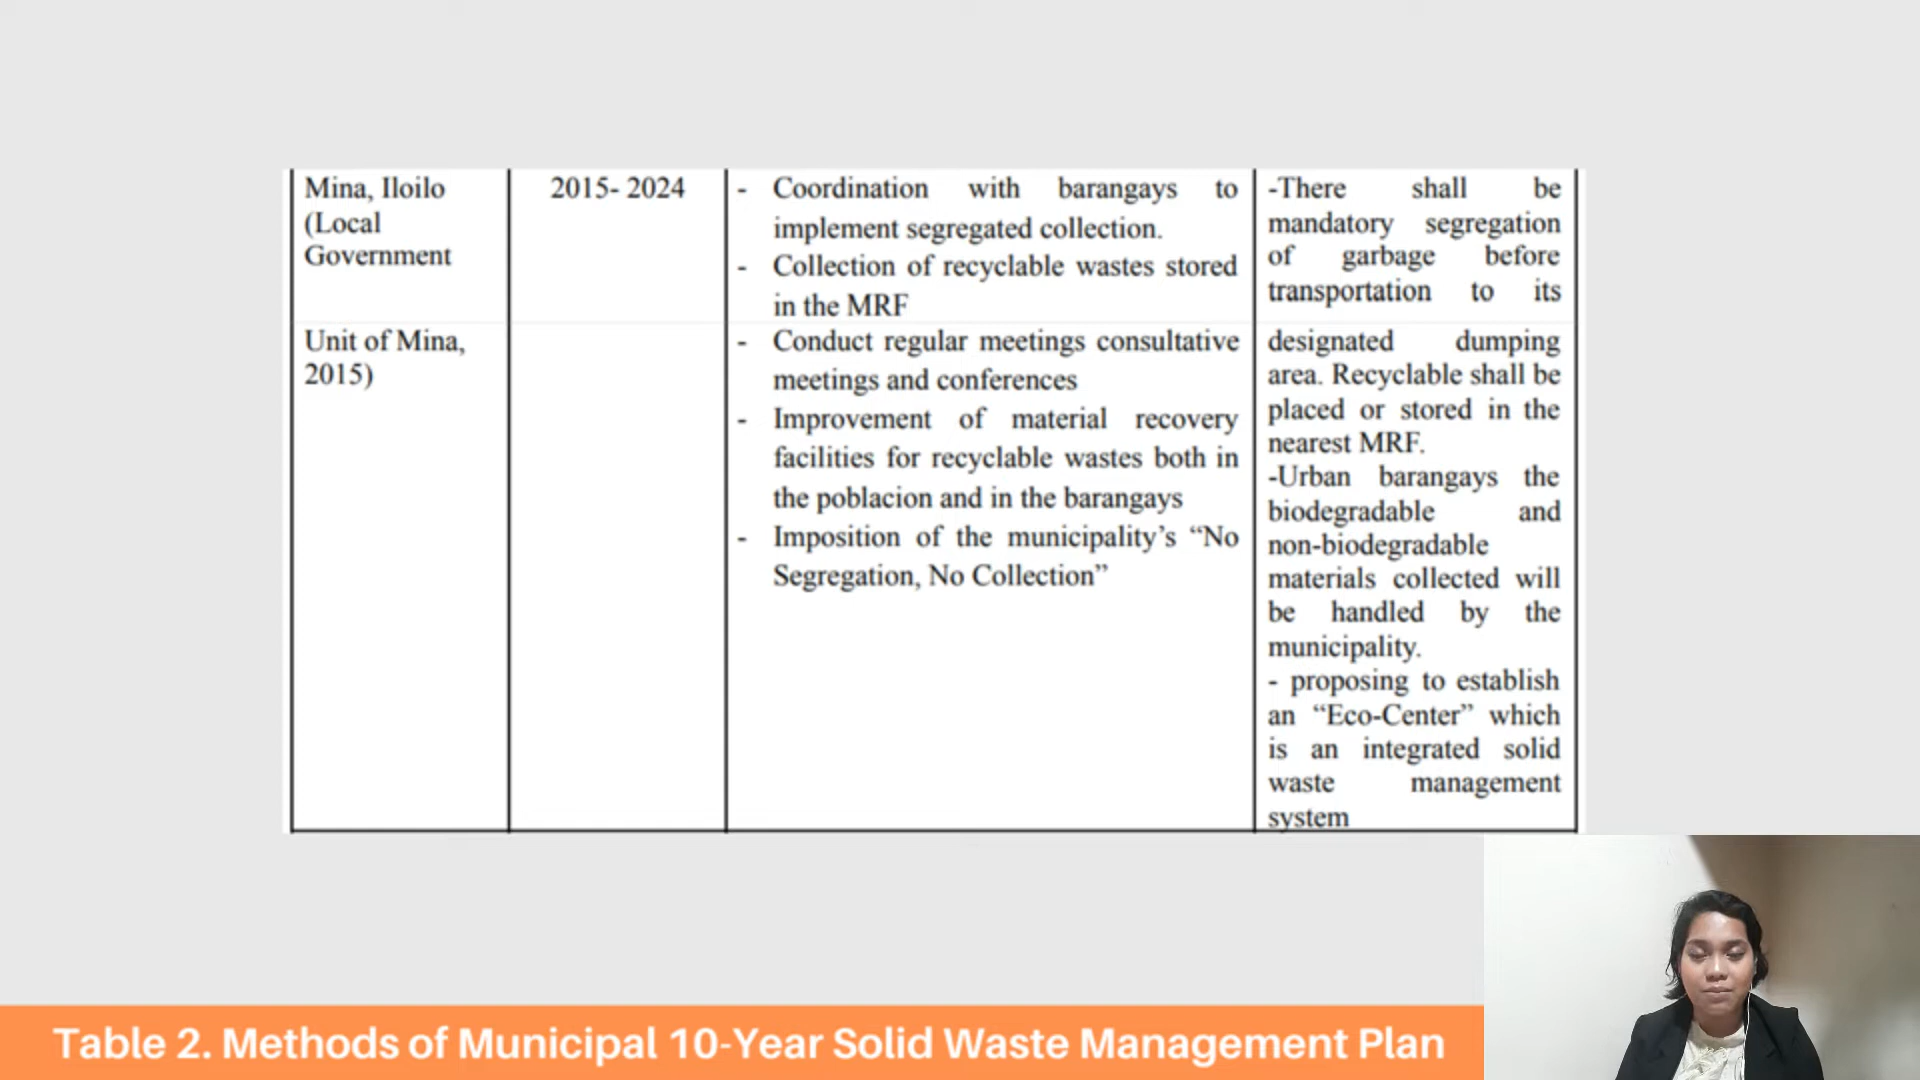 Mina, Iloilo
(Local
Government
Unit of Mina,
2015)
2015- 2024
- Coordination with barangays to
implement segregated collection.
- Collection of recyclable wastes stored
in the MRF
- Conduct regular meetings consultative
meetings and conferences
- Improvement of material recovery
facilities for recyclable wastes both in
the poblacion and in the barangays
- Imposition of the municipality’s “No
Segregation, No Collection”
-There shall be
mandatory segregation
of garbage before
transportation to its
designated dumping
area. Recyclable shall be
placed or stored in the
nearest MRF.
-Urban barangays the
biodegradable and
non-biodegradable
materials collected will
be handled by the
municipality.
- proposing to establish
an “Eco-Center” which
is an integrated solid
waste management
system
Table 2. Methods of Municipal 10-Year Solid Waste Management Plan